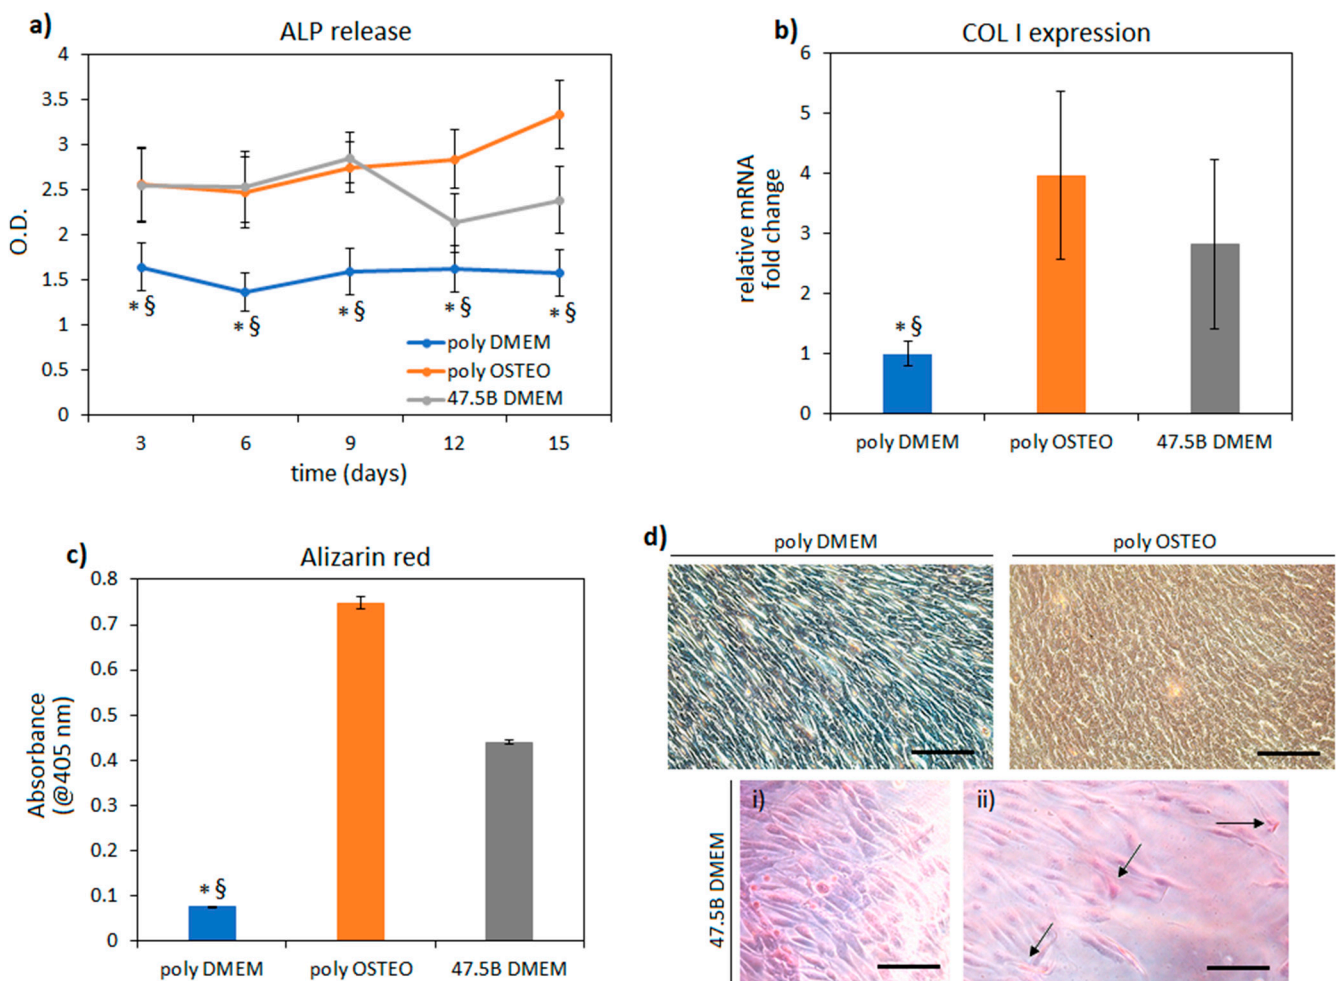 a)
ALP release
4
3.5
3
2.5
2
1.5
1
0.5
0
O.D.
* §
* §
* §
* §
* §
poly DMEM
poly OSTEO
47.5B DMEM
3 6 9 12 15
time (days)
b)
COL I expression
6
5
4
3
2
1
0
relative mRNA
fold change
* §
poly DMEM poly OSTEO 47.5B DMEM
c)
Alizarin red
0.8
0.7
0.6
0.5
0.4
0.3
0.2
0.1
0
Absorbance
(@405 nm)
* §
poly DMEM poly OSTEO 47.5B DMEM
d)
poly DMEM
poly OSTEO
47.5B DMEM
i)
ii)